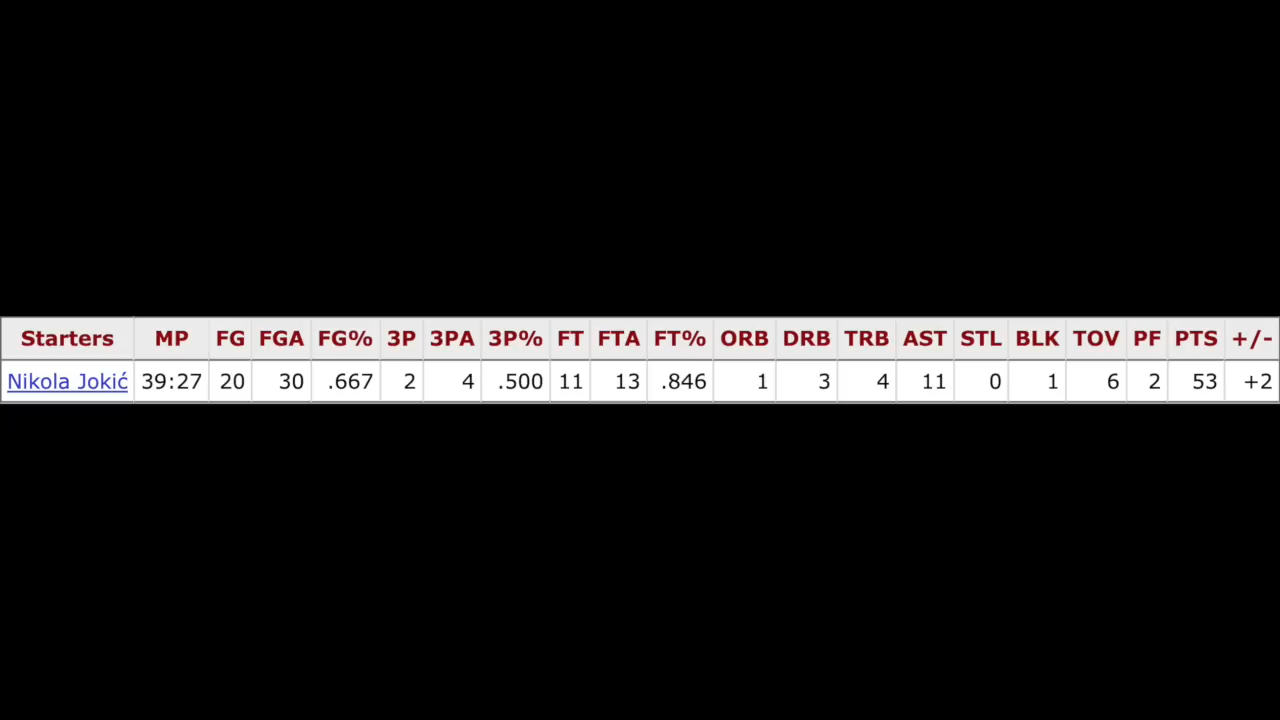 Starters MP FG FGA FG% 3P 3PA 3P% FT FTA FT% ORB DRB TRB AST STL BLK TOV PF PTS +/-
Nikola Jokić 39:27 20 30 .667 2 4 .500 11 13 .846 1 3 4 11 0 1 6 2 53 +2